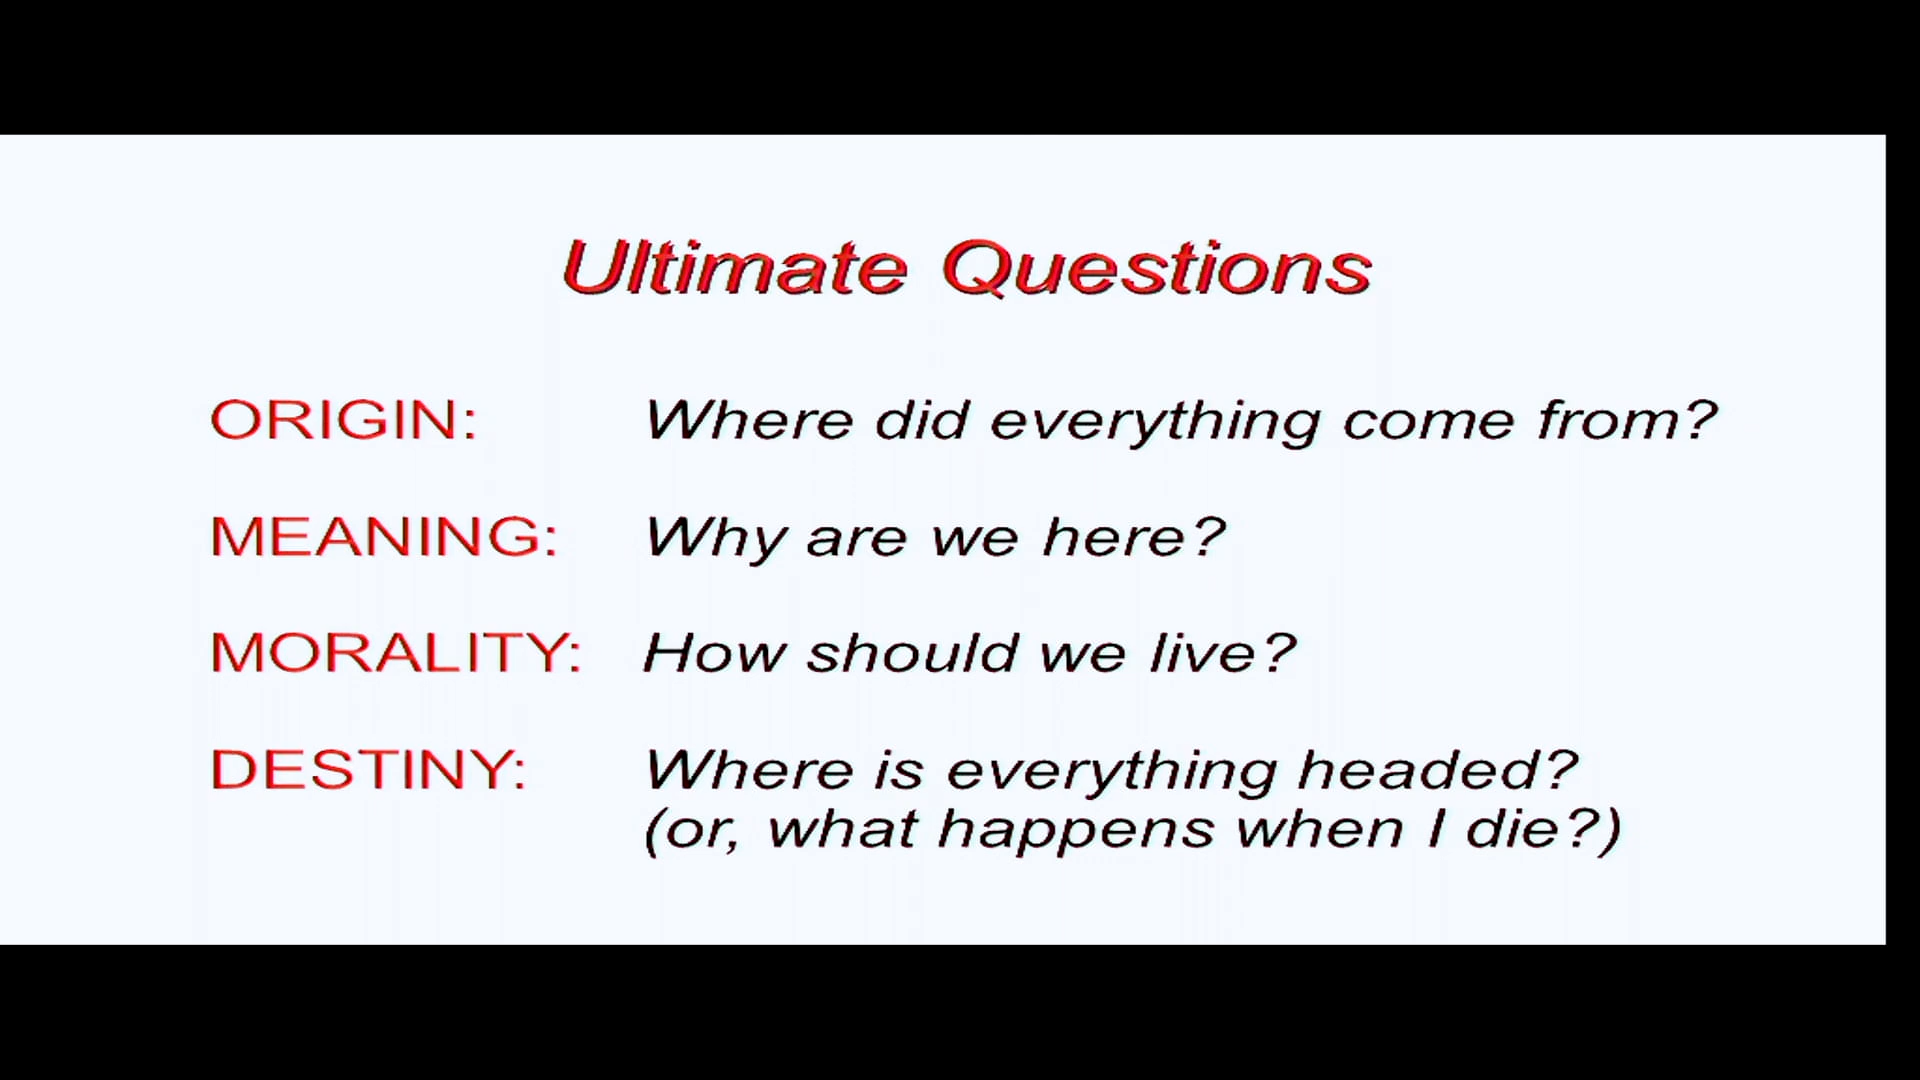 Ultimate Questions
ORIGIN: Where did everything come from?
MEANING: Why are we here?
MORALITY: How should we live?
DESTINY: Where is everything headed?
(or, what happens when I die?)